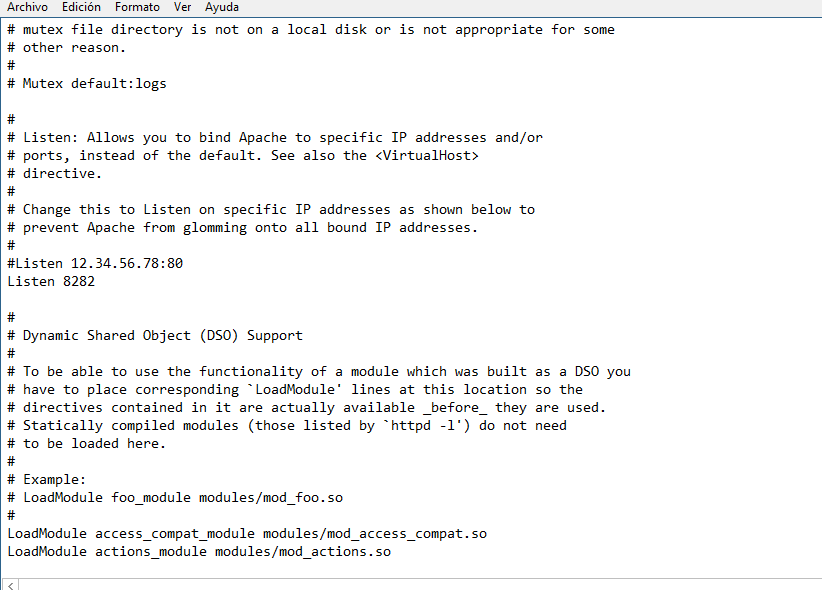 Archivo Edición Formato Ver Ayuda
# mutex file directory is not on a local disk or is not appropriate for some
# other reason.
#
# Mutex default:logs
#
# Listen: Allows you to bind Apache to specific IP addresses and/or
# ports, instead of the default. See also the <VirtualHost>
# directive.
#
# Change this to Listen on specific IP addresses as shown below to
# prevent Apache from glomming onto all bound IP addresses.
#
#Listen 12.34.56.78:80
Listen 8282
#
# Dynamic Shared Object (DSO) Support
#
# To be able to use the functionality of a module which was built as a DSO you
# have to place corresponding `LoadModule' lines at this location so the
# directives contained in it are actually available _before_ they are used.
# Statically compiled modules (those listed by `httpd -l') do not need
# to be loaded here.
#
# Example:
# LoadModule foo_module modules/mod_foo.so
#
LoadModule access_compat_module modules/mod_access_compat.so
LoadModule actions_module modules/mod_actions.so